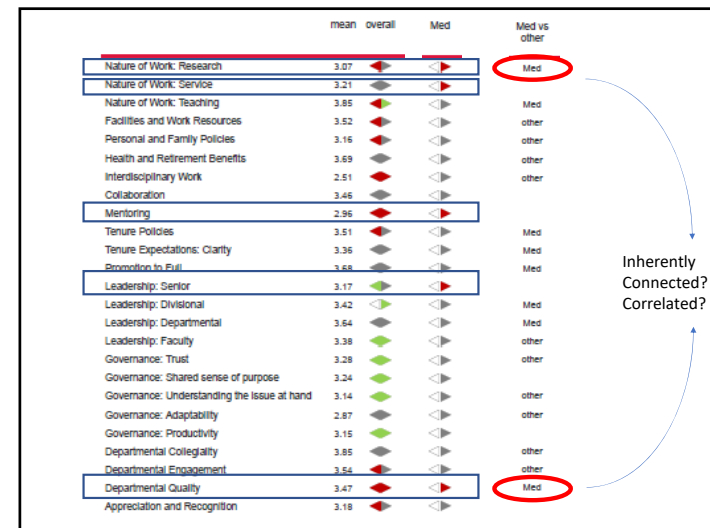 mean overall Med Med vs
other
Nature of Work: Research 3.07 Med
Nature of Work: Service 3.21
Nature of Work: Teaching 3.85 Med
Facilities and Work Resources 3.52 other
Personal and Family Policies 3.16 other
Health and Retirement Benefits 3.69 other
Interdisciplinary Work 2.51 other
Collaboration 3.46
Mentoring 2.96
Tenure Policies 3.51 Med
Tenure Expectations: Clarity 3.36 Med
Promotion to Full 3.68 Med
Leadership: Senior 3.17
Leadership: Divisional 3.42 Med
Leadership: Departmental 3.64 Med
Leadership: Faculty 3.38 other
Governance: Trust 3.28 other
Governance: Shared sense of purpose 3.24
Governance: Understanding the issue at hand 3.14 other
Governance: Adaptability 2.87 other
Governance: Productivity 3.15
Departmental Collegiality 3.85 other
Departmental Engagement 3.54 other
Departmental Quality 3.47 Med
Appreciation and Recognition 3.18
Inherently
Connected?
Correlated?